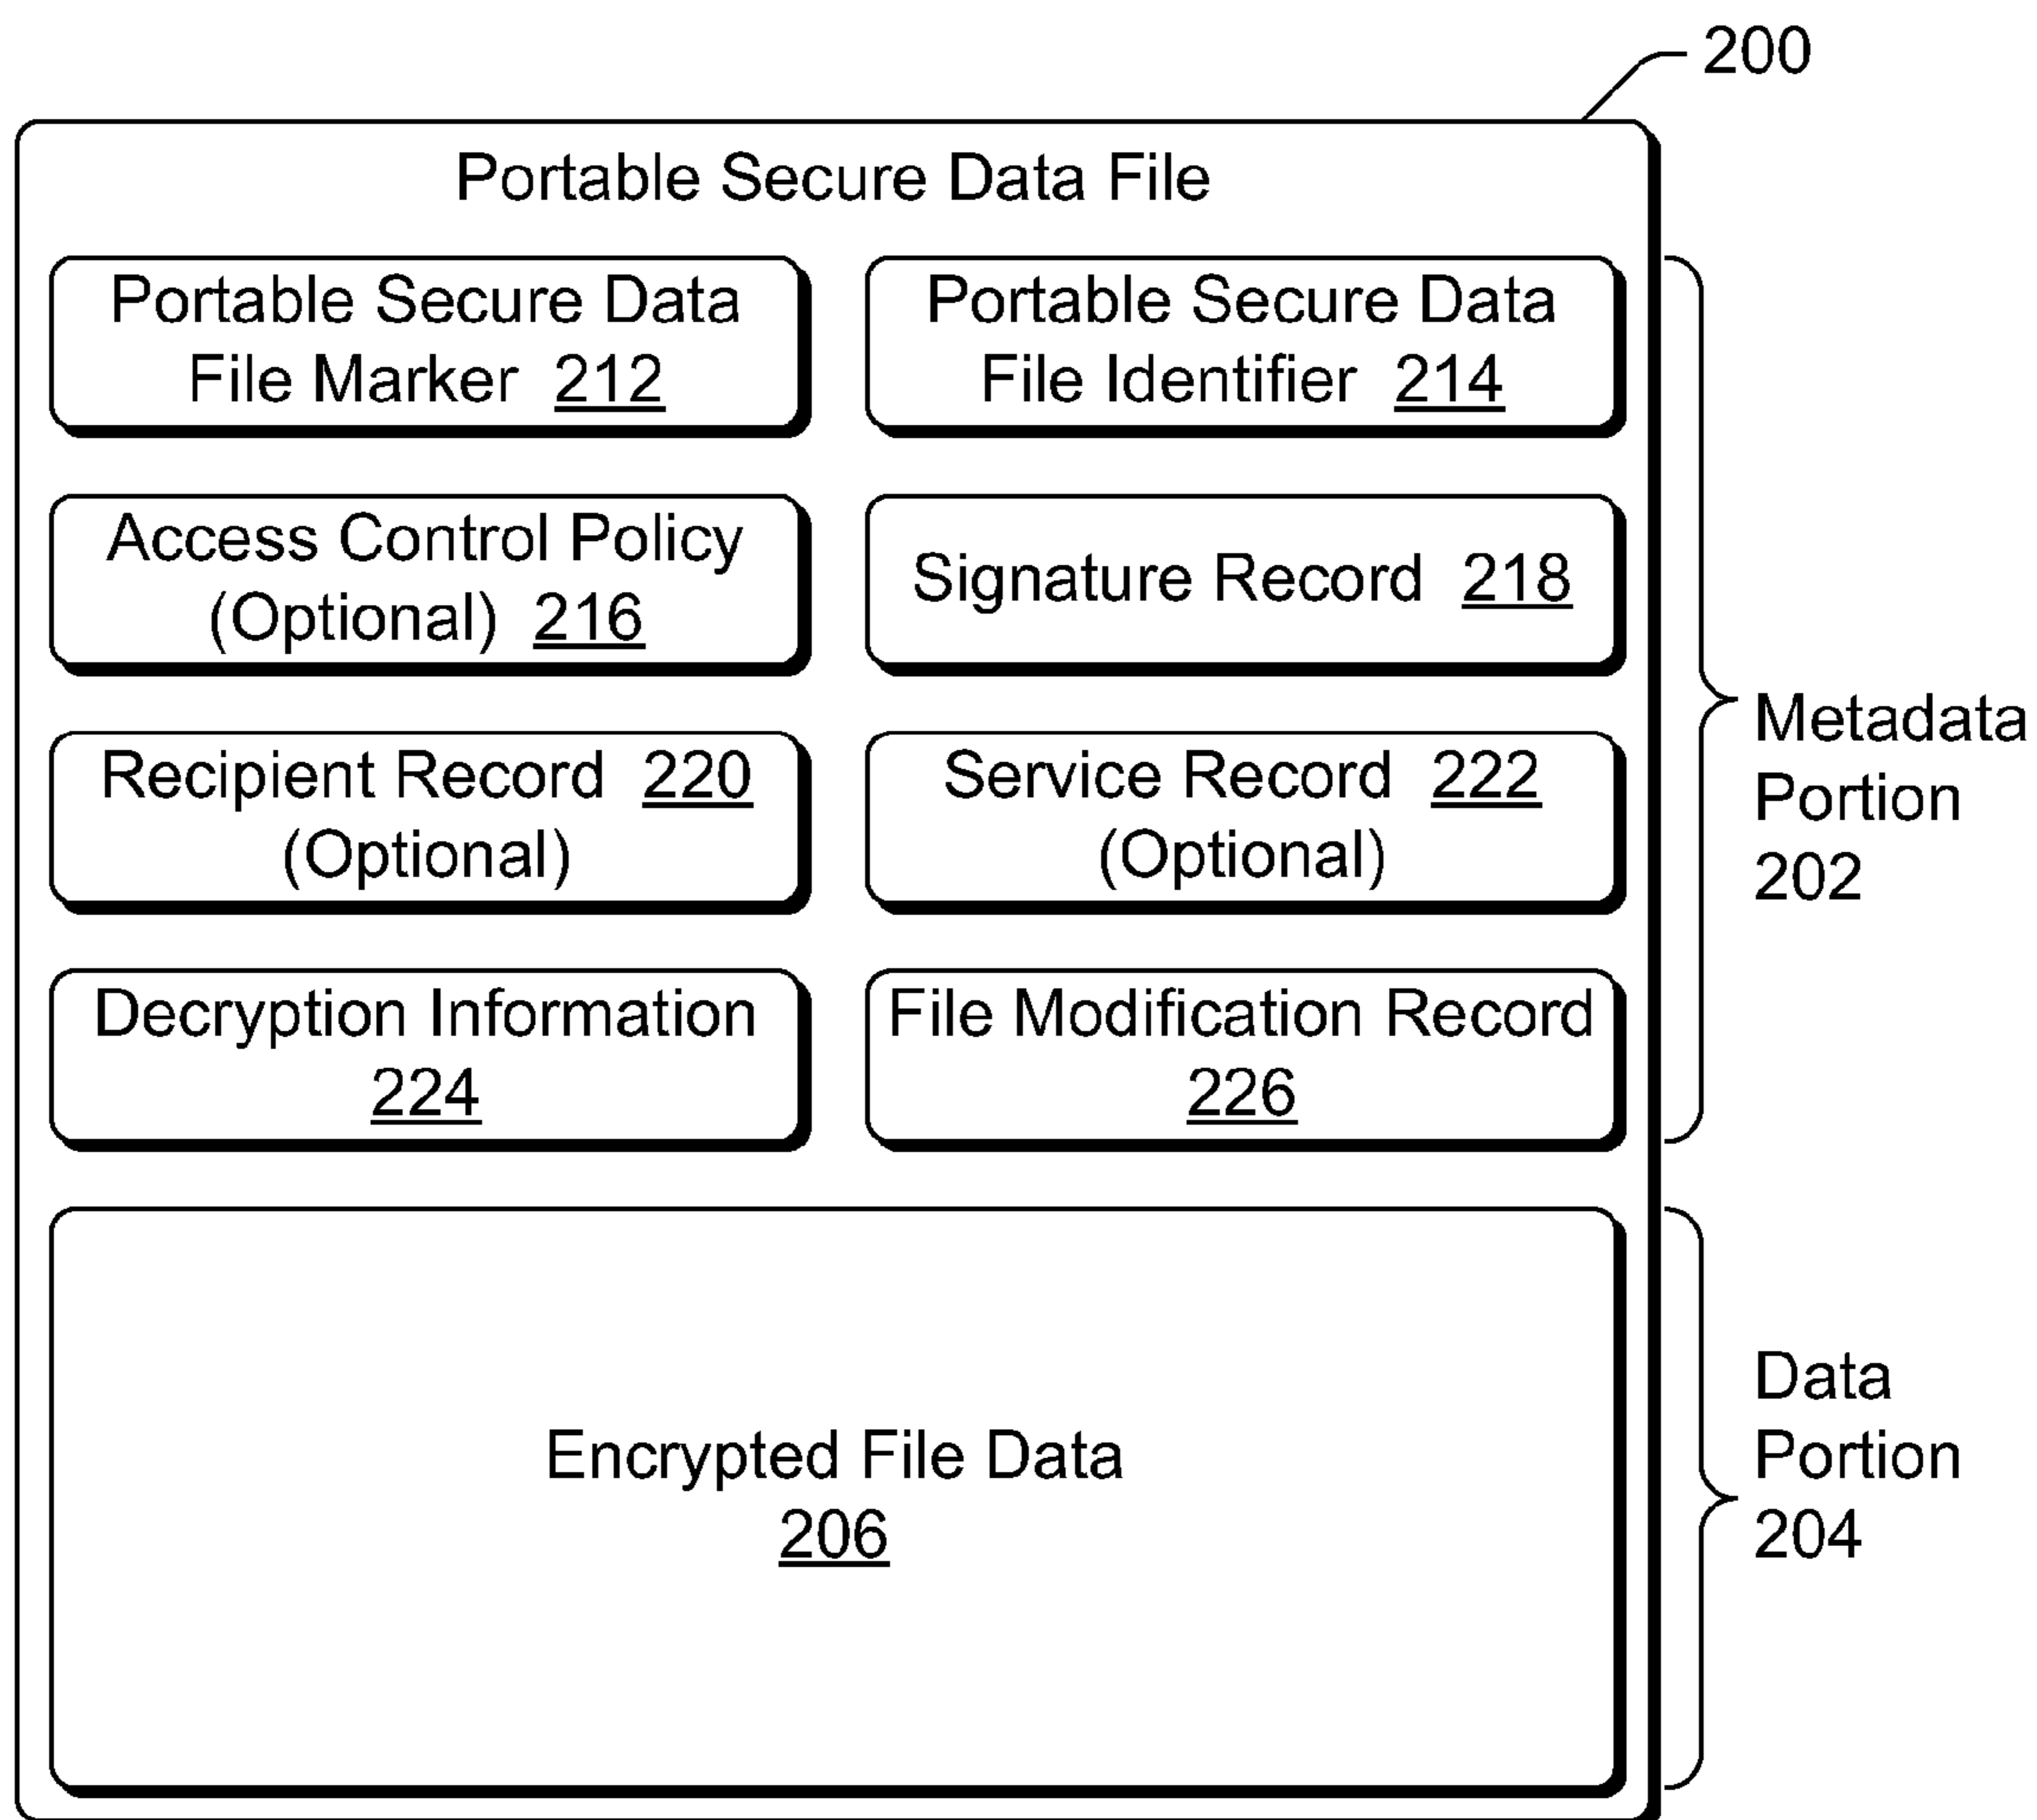 200
Portable Secure Data File
Portable Secure Data
File Marker 212
Portable Secure Data
File Identifier 214
Access Control Policy
(Optional) 216
Signature Record 218
Recipient Record 220
(Optional)
Service Record 222
(Optional)
Decryption Information
224
File Modification Record
226
Metadata
Portion
202
Encrypted File Data
206
Data
Portion
204